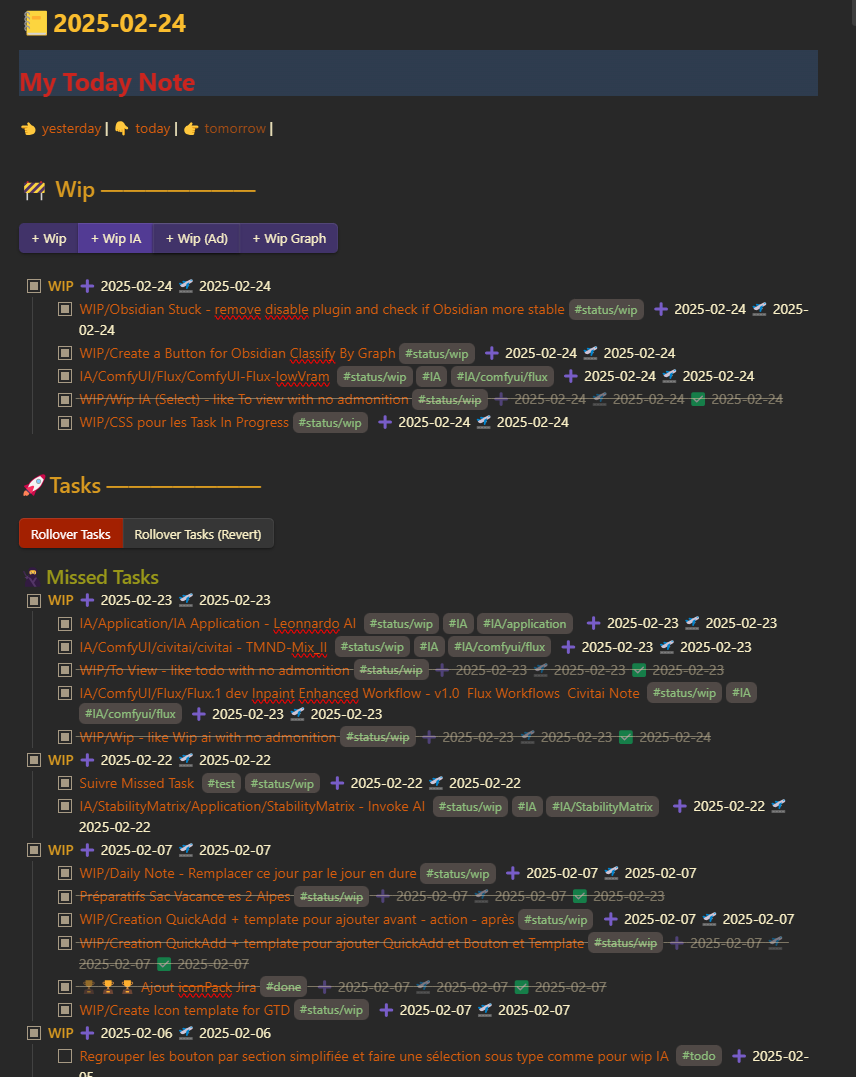 2025-02-24
My Today Note
yesterday | today | tomorrow |
Wip ———————
+ Wip + Wip IA + Wip (Ad) + Wip Graph
WIP 2025-02-24 2025-02-24
WIP/Obsidian Stuck - remove disable plugin and check if Obsidian more stable #status/wip 2025-02-24 2025-
02-24
WIP/Create a Button for Obsidian Classify By Graph #status/wip 2025-02-24 2025-02-24
IA/ComfyUI/Flux/ComfyUI-Flux-lowVram #status/wip #IA #IA/comfyui/flux 2025-02-24 2025-02-24
WIP/Wip IA (Select) - like To view with no admonition #status/wip 2025-02-24 2025-02-24 2025-02-24
WIP/CSS pour les Task In Progress #status/wip 2025-02-24 2025-02-24
Tasks ———————
Rollover Tasks Rollover Tasks (Revert)
Missed Tasks
WIP 2025-02-23 2025-02-23
IA/Application/IA Application - Leonnardo AI #status/wip #IA #IA/application 2025-02-23 2025-02-23
IA/ComfyUI/civitai/civitai - TMND-Mix_II #status/wip #IA #IA/comfyui/flux 2025-02-23 2025-02-23
WIP/To View - like todo with no admonition #status/wip 2025-02-23 2025-02-23 2025-02-23
IA/ComfyUI/Flux/Flux.1 dev Inpaint Enhanced Workflow - v1.0 Flux Workflows Civitai Note #status/wip #IA
#IA/comfyui/flux 2025-02-23 2025-02-23
WIP/Wip - like Wip ai with no admonition #status/wip 2025-02-23 2025-02-23 2025-02-24
WIP 2025-02-22 2025-02-22
Suivre Missed Task #test #status/wip 2025-02-22 2025-02-22
IA/StabilityMatrix/Application/StabilityMatrix - Invoke AI #status/wip #IA #IA/StabilityMatrix 2025-02-22
2025-02-22
WIP 2025-02-07 2025-02-07
WIP/Daily Note - Remplacer ce jour par le jour en dure #status/wip 2025-02-07 2025-02-07
Préparatifs Sac Vacance es 2 Alpes #status/wip 2025-02-07 2025-02-07 2025-02-23
WIP/Creation QuickAdd + template pour ajouter avant - action - après #status/wip 2025-02-07 2025-02-07
WIP/Creation QuickAdd + template pour ajouter QuickAdd et Bouton et Template #status/wip 2025-02-07
2025-02-07 2025-02-07
Ajout iconPack Jira #done 2025-02-07 2025-02-07 2025-02-07
WIP/Create Icon template for GTD #status/wip 2025-02-07 2025-02-07
WIP 2025-02-06 2025-02-06
Regrouper les bouton par section simplifiée et faire une sélection sous type comme pour wip IA #todo 2025-02-